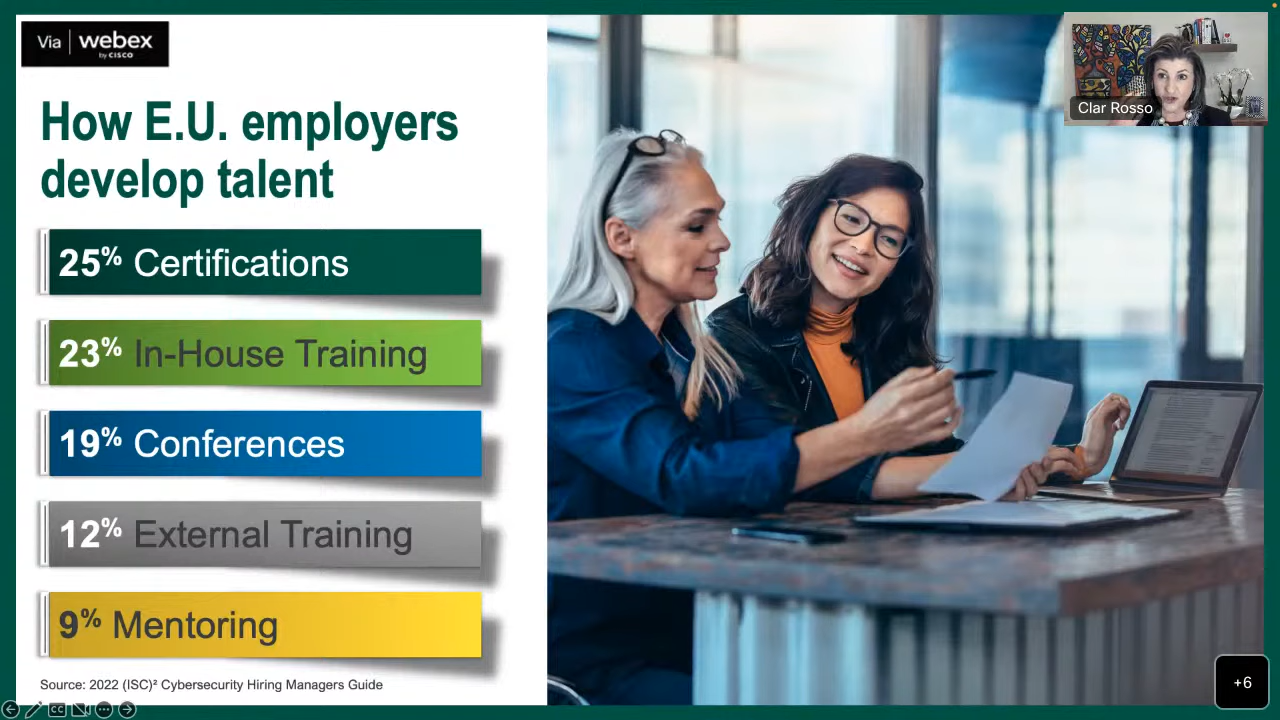 Via webex
by CISCO
Clar Rosso
How E.U. employers
develop talent
25% Certifications
23% In-House Training
19% Conferences
12% External Training
9% Mentoring
Source: 2022 (ISC)² Cybersecurity Hiring Managers Guide
CC
+6